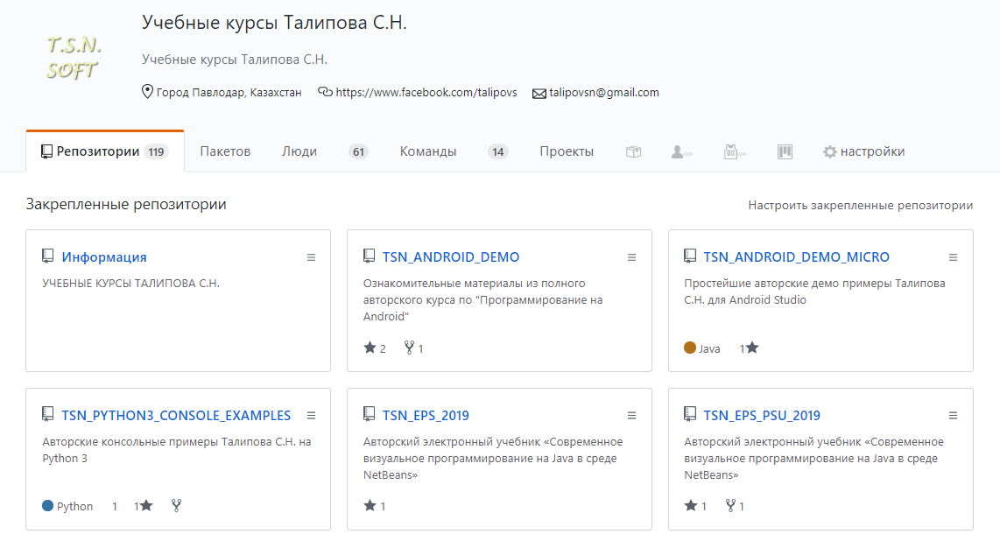 Учебные курсы Талипова С.Н.
T.S.N.
SOFT
Учебные курсы Талипова С.Н.
Город Павлодар, Казахстан https://www.facebook.com/talipovs talipovsn@gmail.com
Репозитории 119 Пакетов Люди 61 Команды 14 Проекты настройки
Закрепленные репозитории
Настроить закрепленные репозитории
Информация
УЧЕБНЫЕ КУРСЫ ТАЛИПОВА С.Н.
TSN_ANDROID_DEMO
Ознакомительные материалы из полного
авторского курса по "Программирование на
Android"
2 1
TSN_ANDROID_DEMO_MICRO
Простейшие авторские демо примеры Талипова
С.Н. для Android Studio
Java 1
TSN_PYTHON3_CONSOLE_EXAMPLES
Авторские консольные примеры Талипова С.Н. на
Python 3
Python 1 1
TSN_EPS_2019
Авторский электронный учебник «Современное
визуальное программирование на Java в среде
NetBeans»
1
TSN_EPS_PSU_2019
Авторский электронный учебник «Современное
визуальное программирование на Java в среде
NetBeans»
1 1